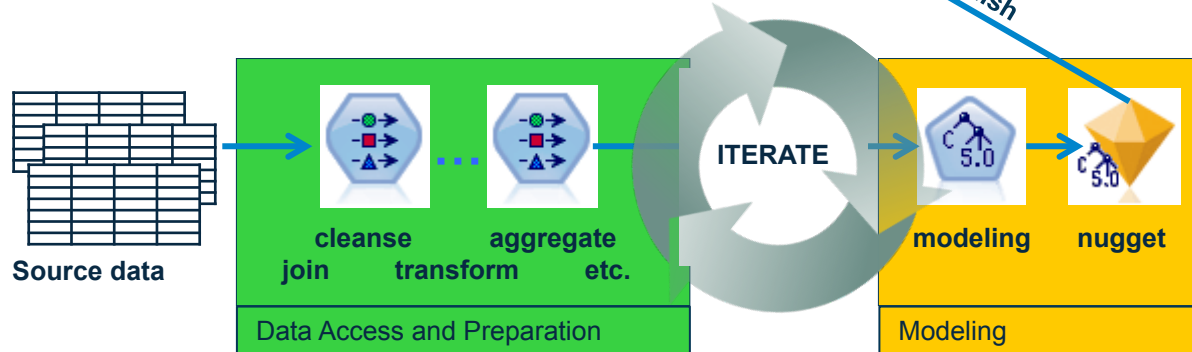 ITERATE
C 5.0
C 5.0
cleanse aggregate
join transform etc.
modeling nugget
Source data
Data Access and Preparation
Modeling